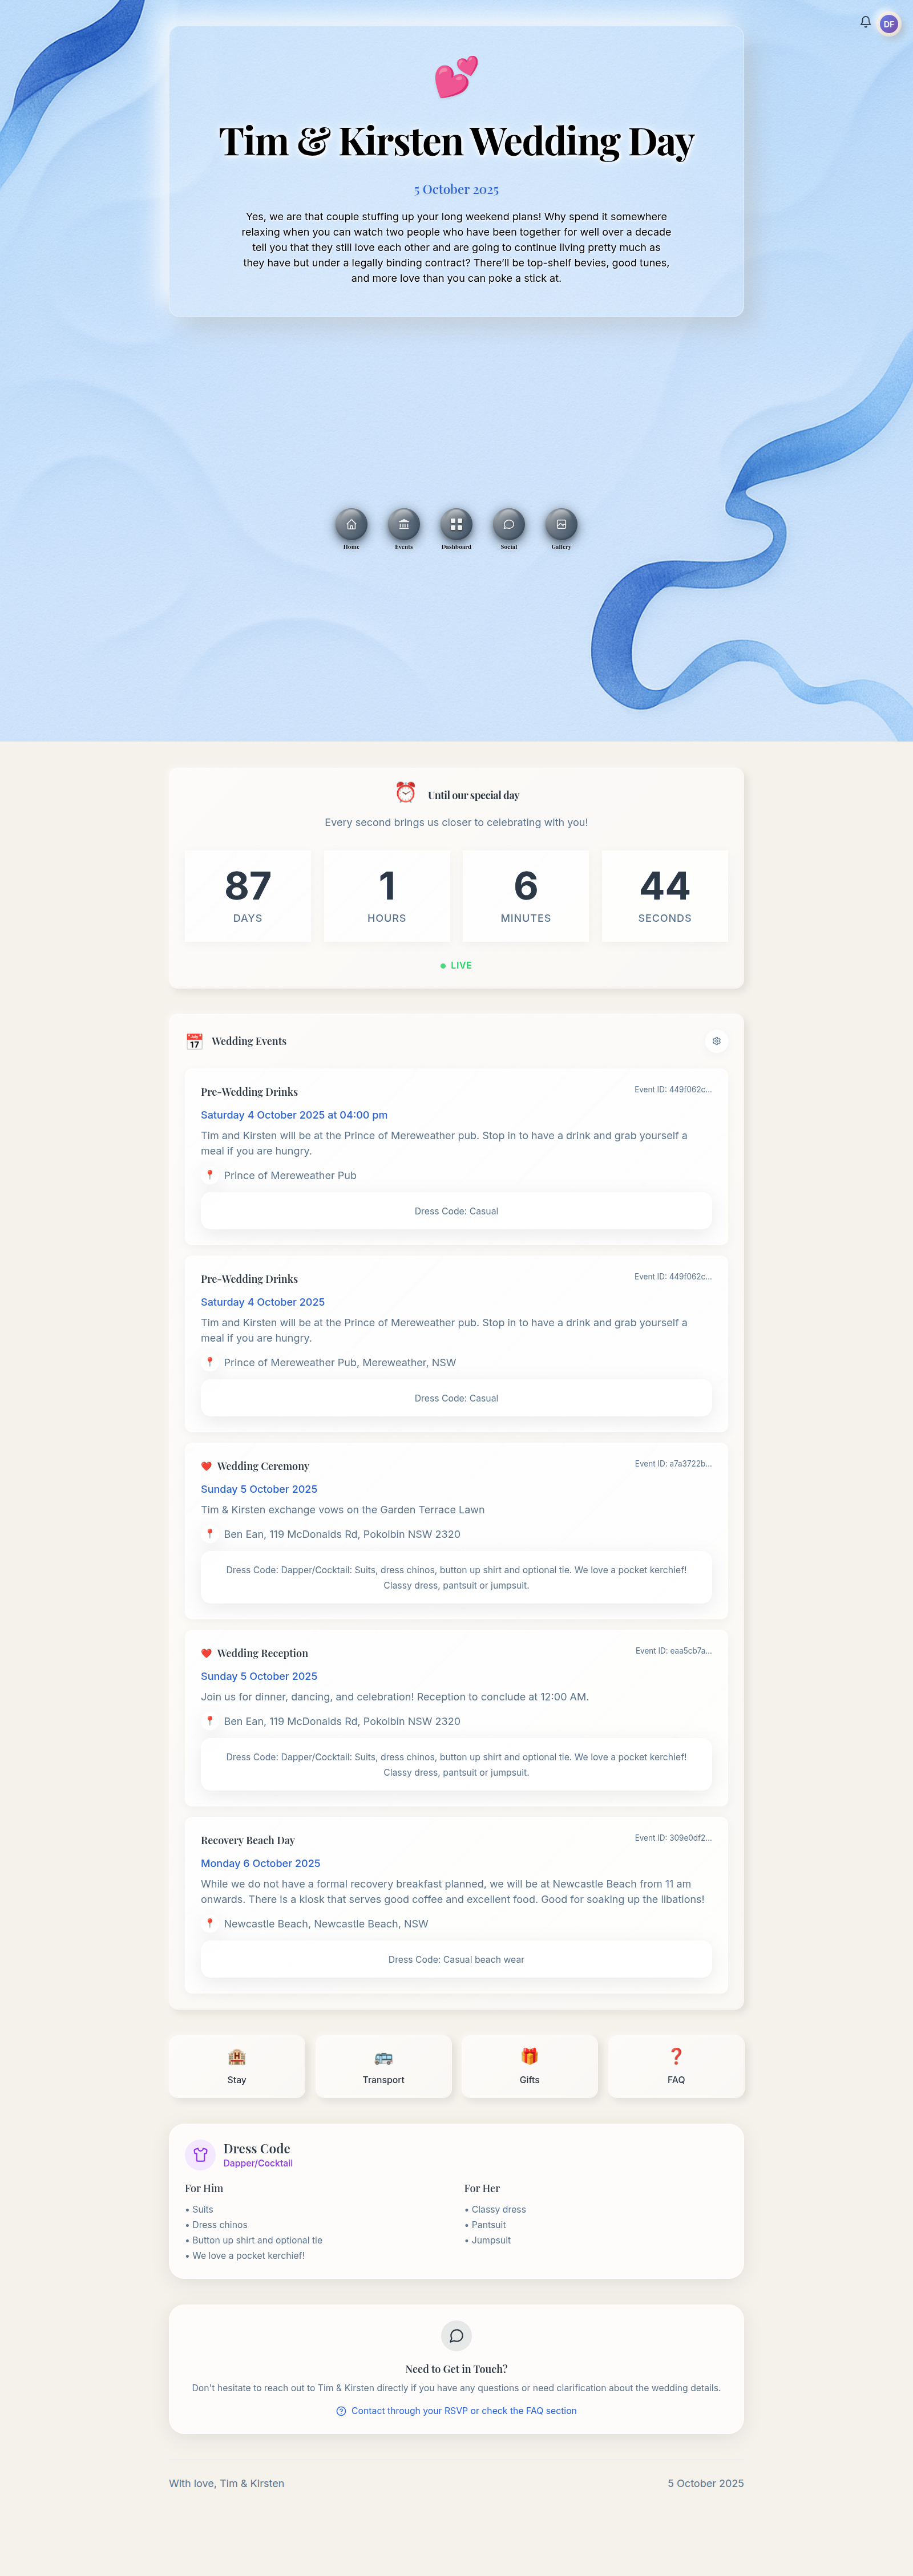 DF
Tim & Kirsten Wedding Day
5 October 2025
Yes, we are that couple stuffing up your long weekend plans! Why spend it somewhere
relaxing when you can watch two people who have been together for well over a decade
tell you that they still love each other and are going to continue living pretty much as
they have but under a legally binding contract? There'll be top-shelf bevies, good tunes,
and more love than you can poke a stick at.
Home
Events
Dashboard
Social
Gallery
Until our special day
Every second brings us closer to celebrating with you!
87
DAYS
1
HOURS
6
MINUTES
44
SECONDS
LIVE
Wedding Events
Pre-Wedding Drinks
Event ID: 449f062c...
Saturday 4 October 2025 at 04:00 pm
Tim and Kirsten will be at the Prince of Mereweather pub. Stop in to have a drink and grab yourself a
meal if you are hungry.
Prince of Mereweather Pub
Dress Code: Casual
Pre-Wedding Drinks
Event ID: 449f062c...
Saturday 4 October 2025
Tim and Kirsten will be at the Prince of Mereweather pub. Stop in to have a drink and grab yourself a
meal if you are hungry.
Prince of Mereweather Pub, Mereweather, NSW
Dress Code: Casual
Wedding Ceremony
Event ID: a7a3722b...
Sunday 5 October 2025
Tim & Kirsten exchange vows on the Garden Terrace Lawn
Ben Ean, 119 McDonalds Rd, Pokolbin NSW 2320
Dress Code: Dapper/Cocktail: Suits, dress chinos, button up shirt and optional tie. We love a pocket kerchief!
Classy dress, pantsuit or jumpsuit.
Wedding Reception
Event ID: eaa5cb7a...
Sunday 5 October 2025
Join us for dinner, dancing, and celebration! Reception to conclude at 12:00 AM.
Ben Ean, 119 McDonalds Rd, Pokolbin NSW 2320
Dress Code: Dapper/Cocktail: Suits, dress chinos, button up shirt and optional tie. We love a pocket kerchief!
Classy dress, pantsuit or jumpsuit.
Recovery Beach Day
Event ID: 309e0df2...
Monday 6 October 2025
While we do not have a formal recovery breakfast planned, we will be at Newcastle Beach from 11 am
onwards. There is a kiosk that serves good coffee and excellent food. Good for soaking up the libations!
Newcastle Beach, Newcastle Beach, NSW
Dress Code: Casual beach wear
Stay
Transport
Gifts
FAQ
Dress Code
Dapper/Cocktail
For Him
• Suits
• Dress chinos
• Button up shirt and optional tie
• We love a pocket kerchief!
For Her
• Classy dress
• Pantsuit
• Jumpsuit
Need to Get in Touch?
Don't hesitate to reach out to Tim & Kirsten directly if you have any questions or need clarification about the wedding details.
Contact through your RSVP or check the FAQ section
With love, Tim & Kirsten
5 October 2025